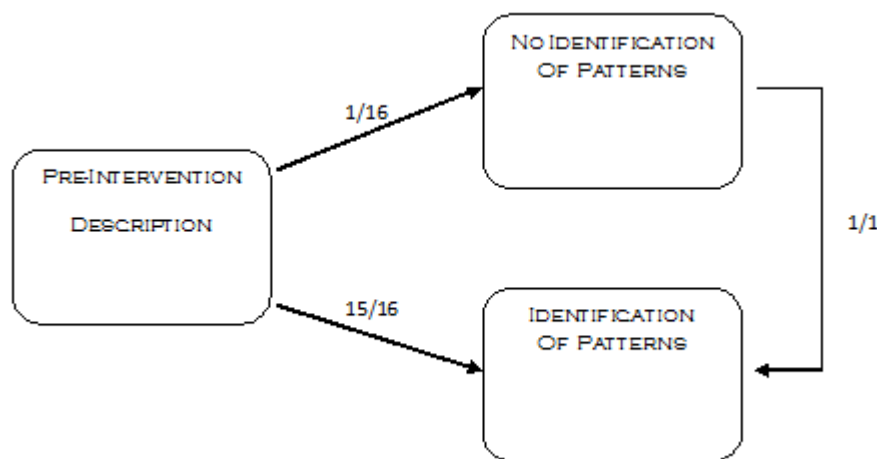 No Identification
Of Patterns
1/16
Pre-Intervention
Description
1/1
15/16
Identification
Of Patterns